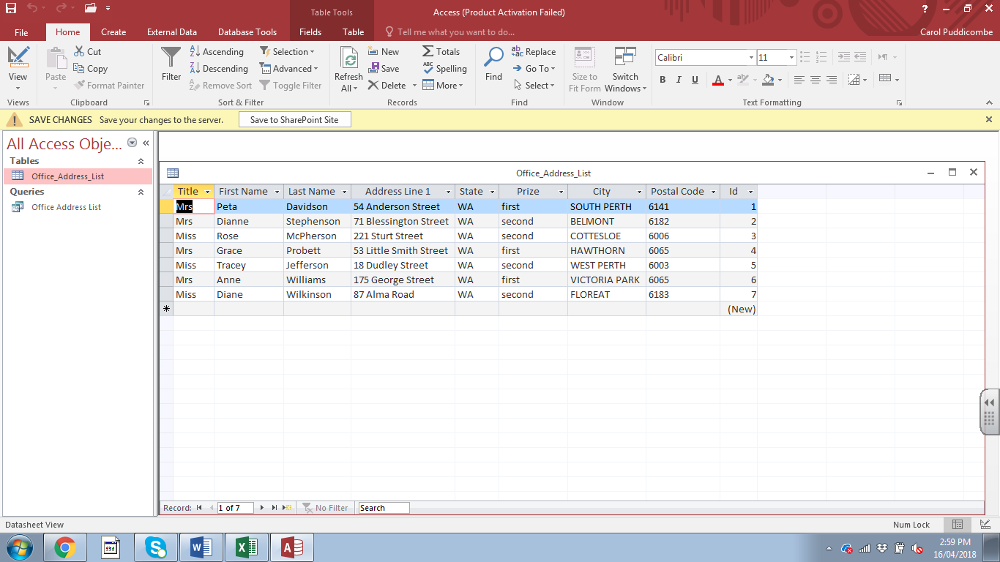 Table Tools
Access (Product Activation Failed)
?
File Home Create External Data Database Tools Fields Table Tell me what you want to do... Carol Puddicombe
View
Views
Paste
Cut
Copy
Format Painter
Clipboard
Filter
Ascending
Descending
Remove Sort
Selection
Advanced
Toggle Filter
Sort & Filter
Refresh
All
New
Save
Delete
Totals
Spelling
More
Records
Find
Replace
Go To
Select
Find
Size to
Fit Form
Switch
Windows
Window
Calibri 11
B I U A
Text Formatting
SAVE CHANGES Save your changes to the server. Save to SharePoint Site
All Access Obje...
Tables
Office_Address_List
Queries
Office Address List
Office_Address_List
Title First Name Last Name Address Line 1 State Prize City Postal Code Id
Mrs Peta Davidson 54 Anderson Street WA first SOUTH PERTH 6141 1
Mrs Dianne Stephenson 71 Blessington Street WA second BELMONT 6182 2
Miss Rose McPherson 221 Sturt Street WA second COTTESLOE 6006 3
Mrs Grace Probett 53 Little Smith Street WA first HAWTHORN 6065 4
Miss Tracey Jefferson 18 Dudley Street WA second WEST PERTH 6003 5
Mrs Anne Williams 175 George Street WA first VICTORIA PARK 6065 6
Miss Diane Wilkinson 87 Alma Road WA second FLOREAT 6183 7
(New)
Record: 1 of 7 No Filter Search
Datasheet View Num Lock
2:59 PM
16/04/2018